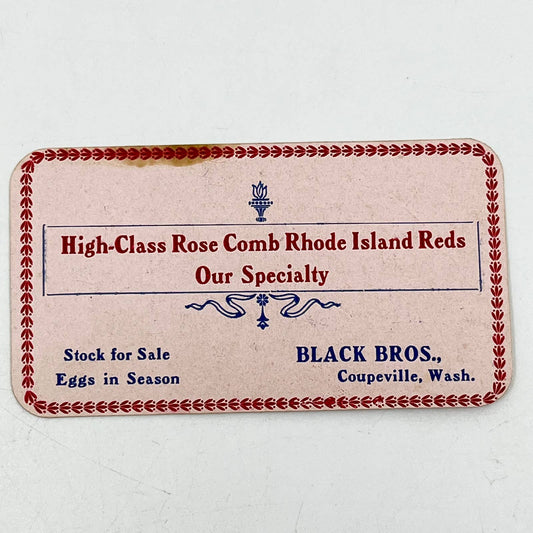 High-Class Rose Comb Rhode Island Reds
Our Specialty
Stock for Sale
Eggs in Season
BLACK BROS.,
Coupeville, Wash.